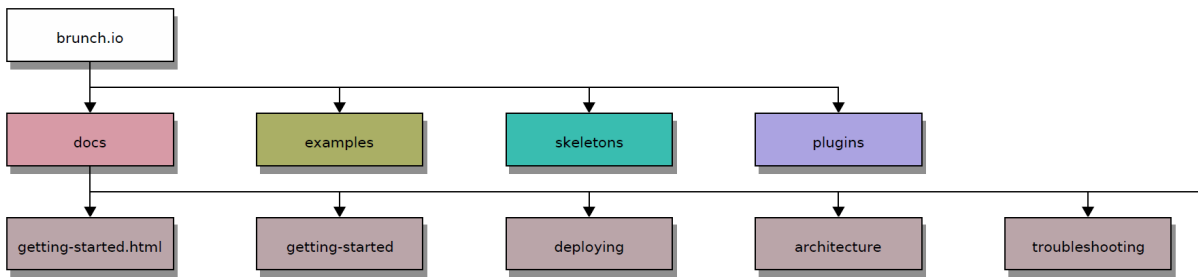 brunch.io
docs
examples
skeletons
plugins
getting-started.html
getting-started
deploying
architecture
troubleshooting